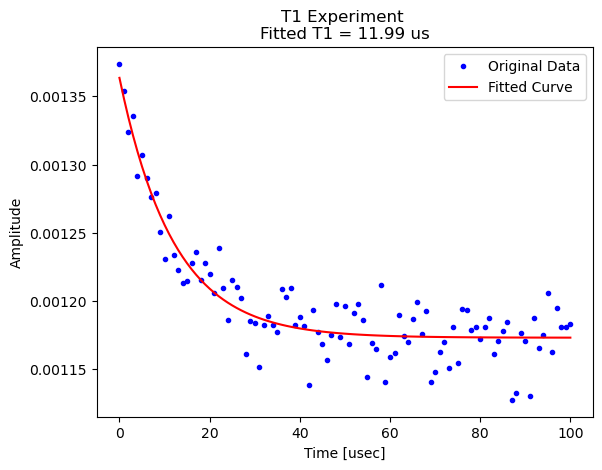 T1 Experiment
Fitted T1 = 11.99 us
Original Data
Fitted Curve
Amplitude
0.00135
0.00130
0.00125
0.00120
0.00115
0
20
40
60
80
100
Time [usec]